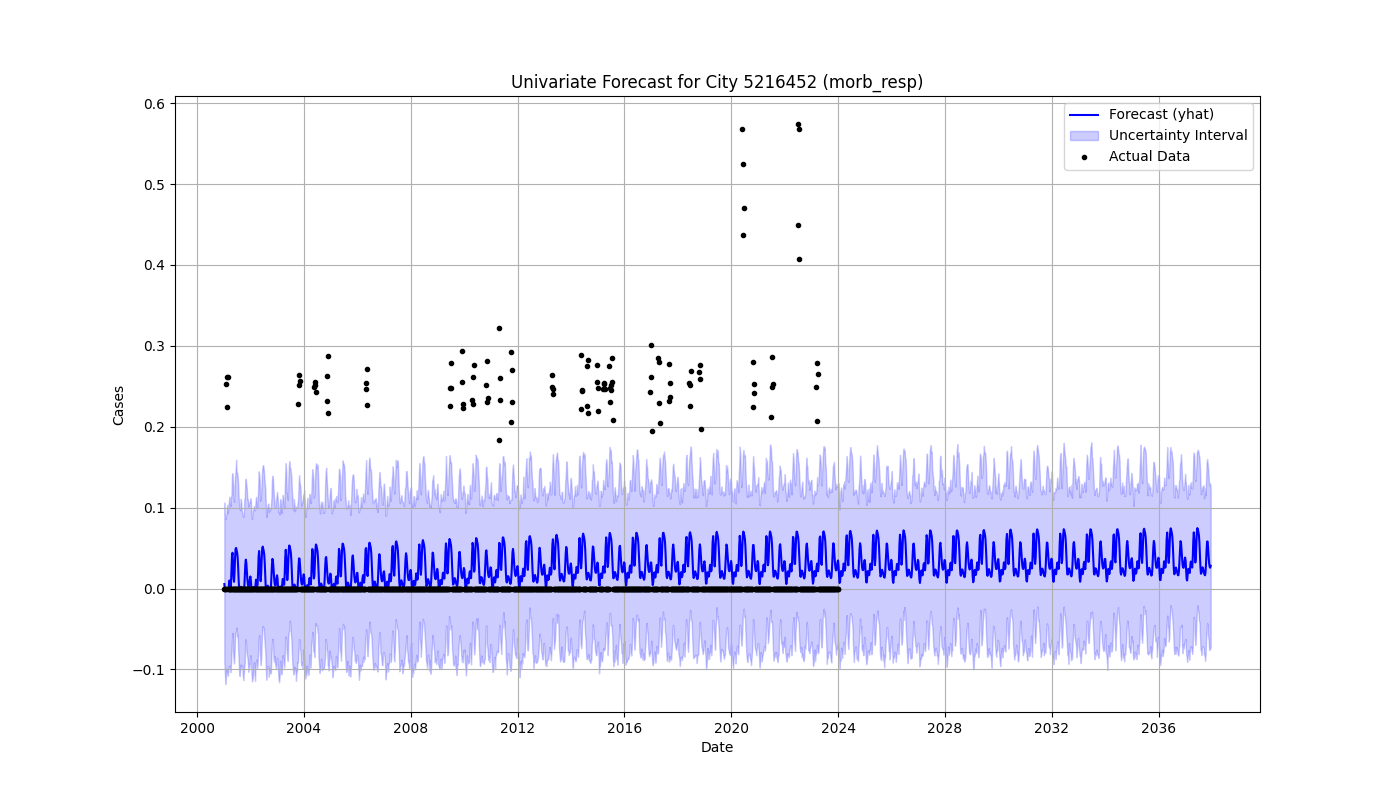 Univariate Forecast for City 5216452 (morb_resp)
Forecast (yhat)
Uncertainty Interval
Actual Data
Cases
0.6
0.5
0.4
0.3
0.2
0.1
0.0
−0.1
2000 2004 2008 2012 2016 2020 2024 2028 2032 2036
Date